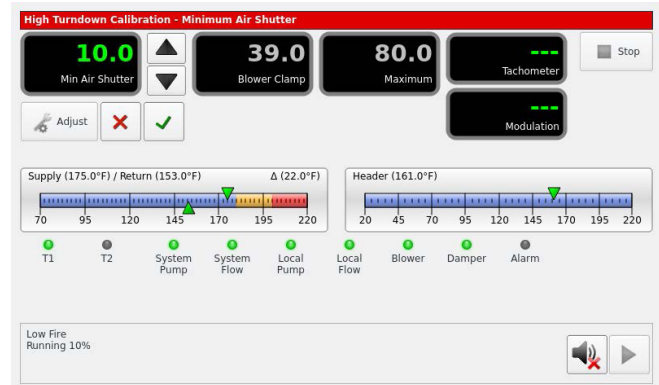 High Turndown Calibration - Minimum Air Shutter
10.0
Min Air Shutter
39.0
Blower Clamp
80.0
Maximum
---
Tachometer
Stop
Adjust
---
Modulation
Supply (175.0°F) / Return (153.0°F) Δ (22.0°F)
70 95 120 145 170 195 220
Header (161.0°F)
20 45 70 95 120 145 170 195 220
T1
T2
System
Pump
System
Flow
Local
Pump
Local
Flow
Blower
Damper
Alarm
Low Fire
Running 10%